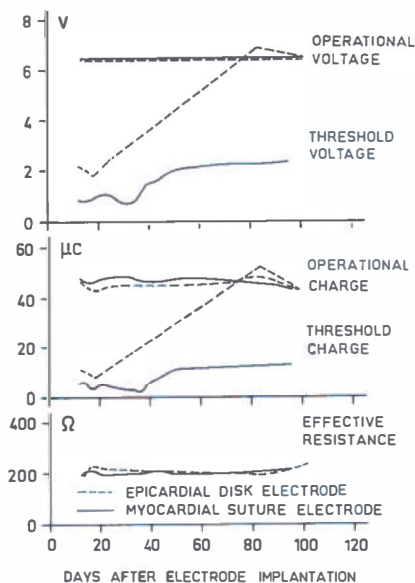 V
8
6
4
2
0
OPERATIONAL
VOLTAGE
THRESHOLD
VOLTAGE
μC
60
40
20
0
OPERATIONAL
CHARGE
THRESHOLD
CHARGE
Ω
400
200
0
EFFECTIVE
RESISTANCE
EPICARDIAL DISK ELECTRODE
MYOCARDIAL SUTURE ELECTRODE
20 40 60 80 100 120
DAYS AFTER ELECTRODE IMPLANTATION